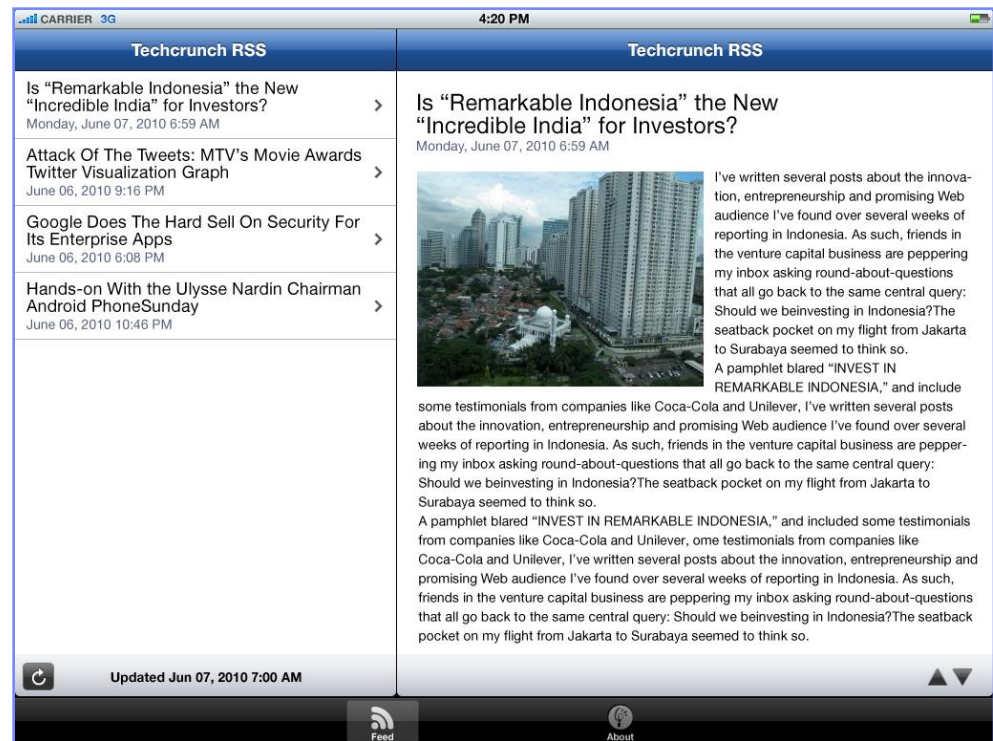 CARRIER 3G
4:20 PM
Techcrunch RSS
Is “Remarkable Indonesia” the New
“Incredible India” for Investors?
Monday, June 07, 2010 6:59 AM
Attack Of The Tweets: MTV’s Movie Awards
Twitter Visualization Graph
June 06, 2010 9:16 PM
Google Does The Hard Sell On Security For
Its Enterprise Apps
June 06, 2010 6:08 PM
Hands-on With the Ulysse Nardin Chairman
Android PhoneSunday
June 06, 2010 10:46 PM
Updated Jun 07, 2010 7:00 AM
Techcrunch RSS
Is “Remarkable Indonesia” the New
“Incredible India” for Investors?
Monday, June 07, 2010 6:59 AM
I’ve written several posts about the innova-
tion, entrepreneurship and promising Web
audience I’ve found over several weeks of
reporting in Indonesia. As such, friends in
the venture capital business are peppering
my inbox asking round-about-questions
that all go back to the same central query:
Should we beinvesting in Indonesia?The
seatback pocket on my flight from Jakarta
to Surabaya seemed to think so.
A pamphlet blared “INVEST IN
REMARKABLE INDONESIA,” and include
some testimonials from companies like Coca-Cola and Unilever, I’ve written several posts
about the innovation, entrepreneurship and promising Web audience I’ve found over several
weeks of reporting in Indonesia. As such, friends in the venture capital business are pepper-
ing my inbox asking round-about-questions that all go back to the same central query:
Should we beinvesting in Indonesia?The seatback pocket on my flight from Jakarta to
Surabaya seemed to think so.
A pamphlet blared “INVEST IN REMARKABLE INDONESIA,” and included some testimonials
from companies like Coca-Cola and Unilever, ome testimonials from companies like
Coca-Cola and Unilever, I’ve written several posts about the innovation, entrepreneurship and
promising Web audience I’ve found over several weeks of reporting in Indonesia. As such,
friends in the venture capital business are peppering my inbox asking round-about-questions
that all go back to the same central query: Should we beinvesting in Indonesia?The seatback
pocket on my flight from Jakarta to Surabaya seemed to think so.
Feed
About